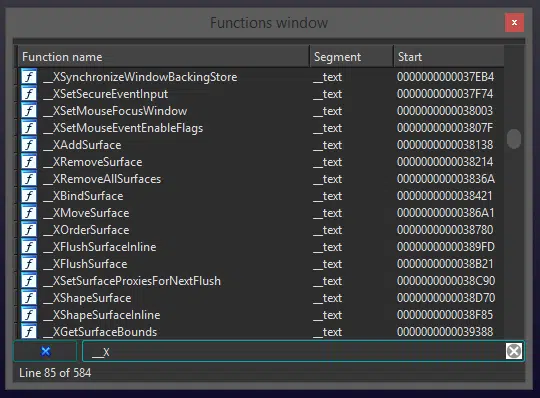 Functions window
Function name Segment Start
__XSynchronizeWindowBackingStore __text 0000000000037EB4
__XSetSecureEventInput __text 0000000000037F74
__XSetMouseFocusWindow __text 0000000000038003
__XSetMouseEventEnableFlags __text 000000000003807F
__XAddSurface __text 0000000000038138
__XRemoveSurface __text 0000000000038214
__XRemoveAllSurfaces __text 000000000003836A
__XBindSurface __text 0000000000038421
__XMoveSurface __text 00000000000386A1
__XOrderSurface __text 0000000000038780
__XFlushSurfaceInline __text 00000000000389FD
__XFlushSurface __text 0000000000038B21
__XSetSurfaceProxiesForNextFlush __text 0000000000038C90
__XShapeSurface __text 0000000000038D70
__XShapeSurfaceInline __text 0000000000038F85
__XGetSurfaceBounds __text 0000000000039388
__X
Line 85 of 584